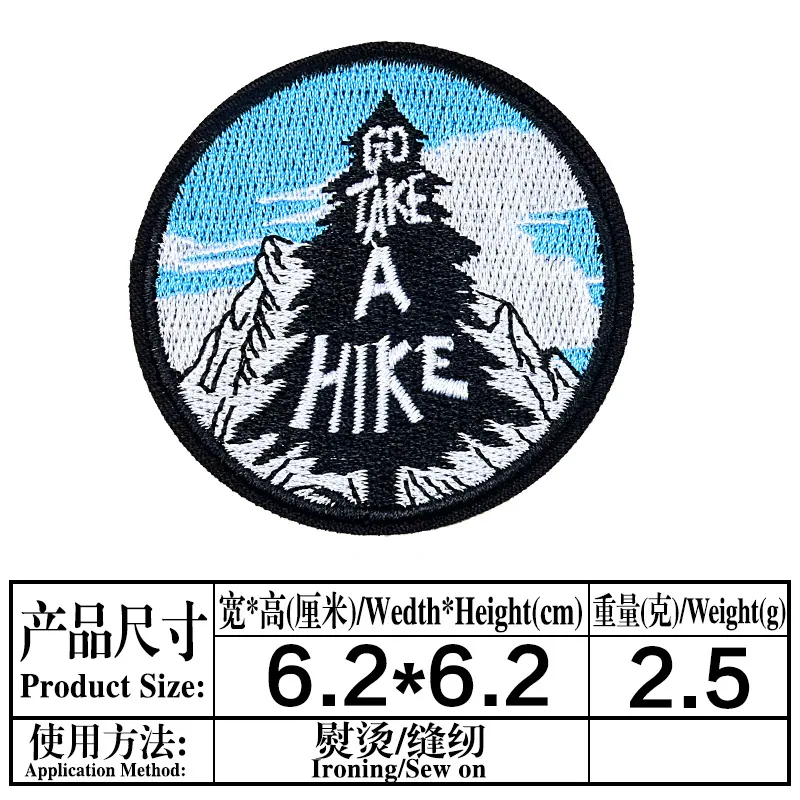 GO
TAKE
A
HIKE
产品尺寸
Product Size:
宽*高(厘米)/Wedth*Height(cm)
重量(克)/Weight(g)
6.2*6.2
2.5
使用方法:
Application Method:
熨烫/缝纫
Ironing/Sew on